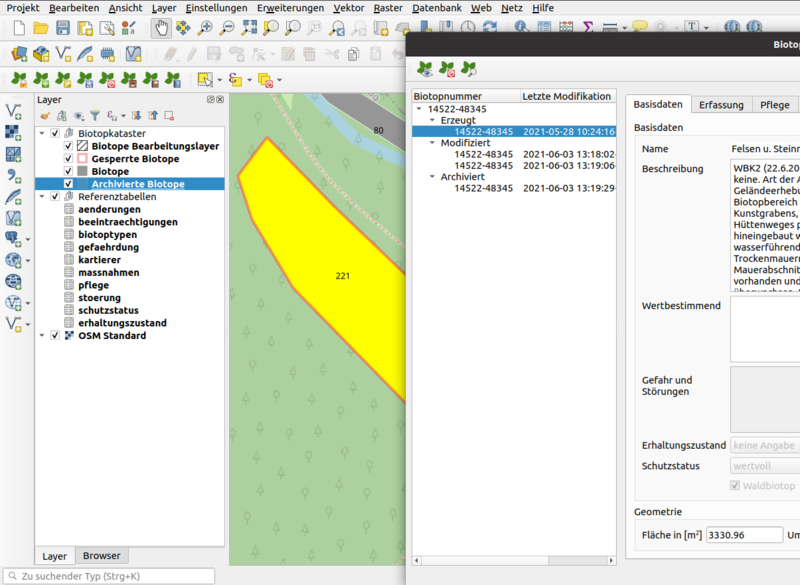 Projekt Bearbeiten Ansicht Layer Einstellungen Erweiterungen Vektor Raster Datenbank Web Netz Hilfe
Layer
Biotopkataster
Biotope Bearbeitungslayer
Gesperrte Biotope
Biotope
Archivierte Biotope
Referenztabellen
aenderungen
beeintraechtigungen
biotoptypen
gefaehrdung
kartierer
massnahmen
pflege
stoerung
schutzstatus
erhaltungszustand
OSM Standard
Layer Browser
Zu suchender Typ (Strg+K)
80
221
Biotop
Biotopnummer Letzte Modifikation
14522-48345
Erzeugt
14522-48345 2021-05-28 10:24:16
Modifiziert
14522-48345 2021-06-03 13:18:02
14522-48345 2021-06-03 13:19:06
Archiviert
14522-48345 2021-06-03 13:19:29
Basisdaten Erfassung Pflege
Basisdaten
Name Felsen u. Steinr
Beschreibung
WBK2 (22.6.20
keine. Art der A
Geländeerhebu
Biotopbereich
Kunstgrabens,
Hüttenweges p
hineingebaut w
wasserführend
Trockenmauern
Mauerabschnit
vorhanden und
Wertbestimmend
Gefahr und
Störungen
Erhaltungszustand keine Angabe
Schutzstatus wertvoll
Waldbiotop
Geometrie
Fläche in [m²] 3330.96 Um